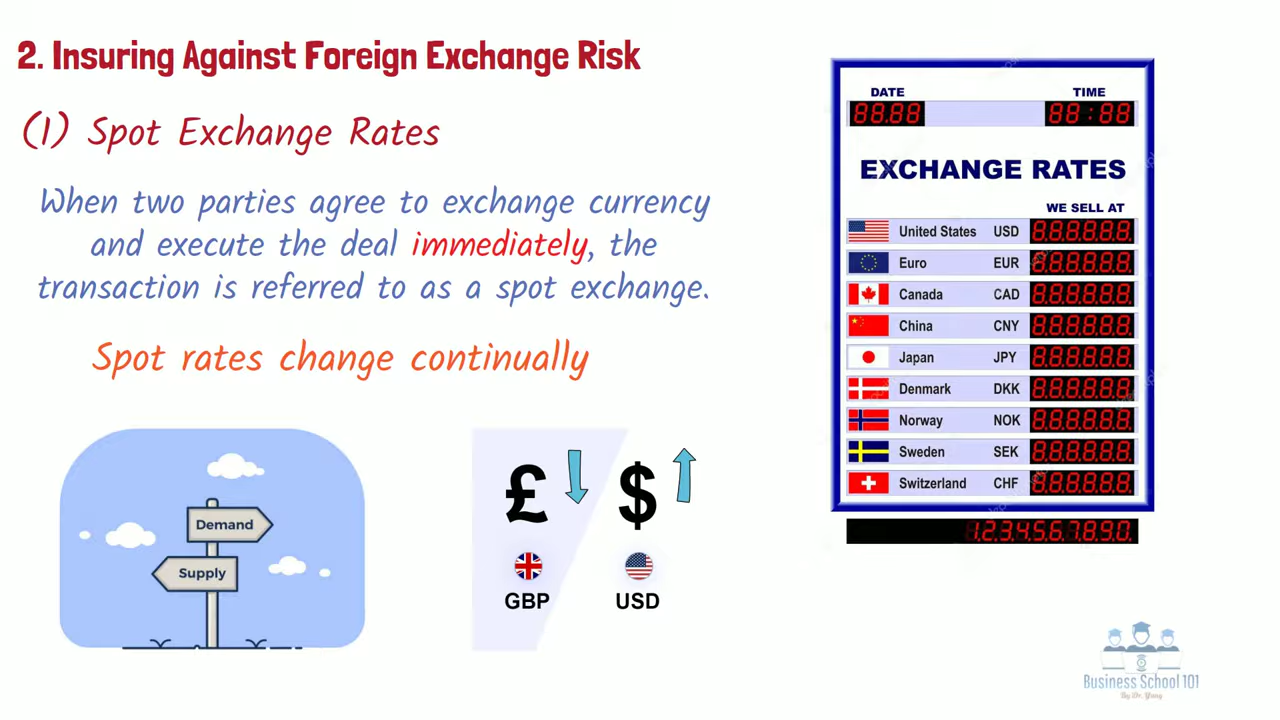 2. Insuring Against Foreign Exchange Risk
(1) Spot Exchange Rates
When two parties agree to exchange currency
and execute the deal immediately, the
transaction is referred to as a spot exchange.
Spot rates change continually
Demand
Supply
£ $
GBP USD
DATE TIME
88.88 88:88
EXCHANGE RATES
WE SELL AT
United States USD 8.8.8.8.8.8.
Euro EUR 8.8.8.8.8.8.
Canada CAD 8.8.8.8.8.8.
China CNY 8.8.8.8.8.8.
Japan JPY 8.8.8.8.8.8.
Denmark DKK 8.8.8.8.8.8.
Norway NOK 8.8.8.8.8.8.
Sweden SEK 8.8.8.8.8.8.
Switzerland CHF 8.8.8.8.8.8.
1.2.3.4.5.6.7.8.9.0.
Business School 101
By Dr. Yang